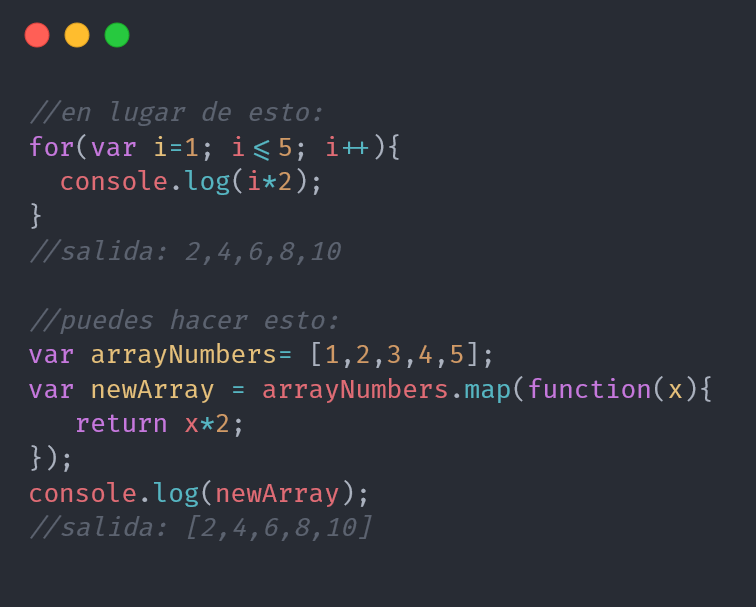 //en lugar de esto:
for(var i=1; i<=5; i++){
  console.log(i*2);
}
//salida: 2,4,6,8,10

//puedes hacer esto:
var arrayNumbers= [1,2,3,4,5];
var newArray = arrayNumbers.map(function(x){
   return x*2;
});
console.log(newArray);
//salida: [2,4,6,8,10]